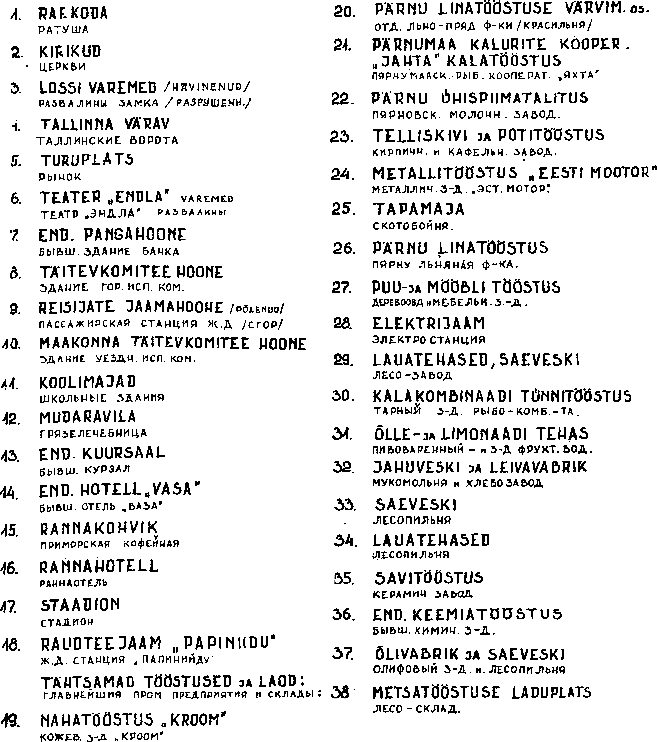 1. RAEKODA
РАТУША
2. KIRIKUD
ЦЕРКВИ
3. LOSSI VAREMED /HÄVINENUD/
РАЗВАЛИНЫ ЗАМКА /РАЗРУШЕНН./
4. TALLINNA VÄRAV
ТАЛЛИНСКИЕ ВОРОТА
5. TURUPLATS
РЫНОК
6. TEATER „ENDLA" VAREMED
ТЕАТР „ЭНДЛА" РАЗВАЛИНЫ
7. END. PANGAHOONE
БЫВШ. ЗДАНИЕ БАНКА
8. TÄITEVKOMITEE HOONE
ЗДАНИЕ ГОР. ИСП. КОМ.
9. REISIJATE JAAMAHOONE /PÕLENUD/
ПАССАЖИРСКАЯ СТАНЦИЯ Ж.Д /СГОР/
10. MAAKONNA TÄITEVKOMITEE HOONE
ЗДАНИЕ УЕЗДН. ИСП. КОМ.
11. KOOLIMAJAD
ШКОЛЬНЫЕ ЗДАНИЯ
12. MUDARAVILA
ГРЯЗЕЛЕЧЕБНИЦА
13. END. KUURSAAL
БЫВШ. КУРЗАЛ
14. END. HOTELL „VASA"
БЫВШ. ОТЕЛЬ „ВАЗА"
15. RANNAKOHVIK
ПРИМОРСКАЯ КОФЕЙНАЯ
16. RANNAHOTELL
РАННАОТЕЛЬ
17. STAADION
СТАДИОН
18. RAUDTEEJAAM „PAPINIIDU"
Ж.Д. СТАНЦИЯ „ПАПИНИЙДУ"
TÄHTSAMAD TÖÖSTUSED JA LAOD:
ГЛАВНЕЙШИЯ ПРОМ ПРЕДПРИЯТИЯ И СКЛАДЫ:
19. NAHATÖÖSTUS „KROOM"
КОЖЕВ. З-Д „КРООМ"
20. PÄRNU LINATÖÖSTUSE VÄRVIM. OS.
ОТД. ЛЬНО-ПРЯД Ф-КИ /КРАСИЛЬНЯ/
21. PÄRNUMAA KALURITE KOOPER.
„JAHTA" KALATÖÖSTUS
ПЯРНУМААСК. РЫБ. КООПЕРАТ. „ЯХТА"
22. PÄRNU ÜHISPIIMATALITUS
ПЯРНОВСК. МОЛОЧН. ЗАВОД.
23. TELLISKIVI JA POTITÖÖSTUS
КИРПИЧН. И КАФЕЛЬН. ЗАВОД.
24. METALLITÖÖSTUS „EESTI MOOTOR"
МЕТАЛЛИЧ. З-Д. „ЭСТ. МОТОР"
25. TAPAMAJA
СКОТОБОЙНЯ.
26. PÄRNU LINATÖÖSTUS
ПЯРНУ ЛЬНЯНАЯ Ф-КА.
27. PUU- JA MÖÖBLI TÖÖSTUS
ДЕРЕВООБД И МЕБЕЛЬН. З.-Д.
28. ELEKTRIJAAM
ЭЛЕКТРОСТАНЦИЯ
29. LAUATEHASED, SAEVESKI
ЛЕСО-ЗАВОД
30. KALAKOMBINAADI TÜNNITÖÖSTUS
ТАРНЫЙ З-Д. РЫБО-КОМБ.-ТА.
31. ÕLLE- JA LIMONAADI TEHAS
ПИВОВАРЕННЫЙ - И З-Д ФРУКТ. ВОД.
32. JAHUVESKI JA LEIVAVABRIK
МУКОМОЛЬНЯ И ХЛЕБОЗАВОД
33. SAEVESKI
ЛЕСОПИЛЬНЯ
34. LAUATEHASED
ЛЕСОПИЛЬНЯ
35. SAVITÖÖSTUS
КЕРАМИЧ ЗАВОД
36. END. KEEMIATÖÖSTUS
БЫВШ. ХИМИЧ. З-Д.
37. ÕLIVABRIK JA SAEVESKI
ОЛИФОВЫЙ З-Д. И. ЛЕСОПИЛЬНЯ
38 METSATÖÖSTUSE LADUPLATS
ЛЕСО-СКЛАД.